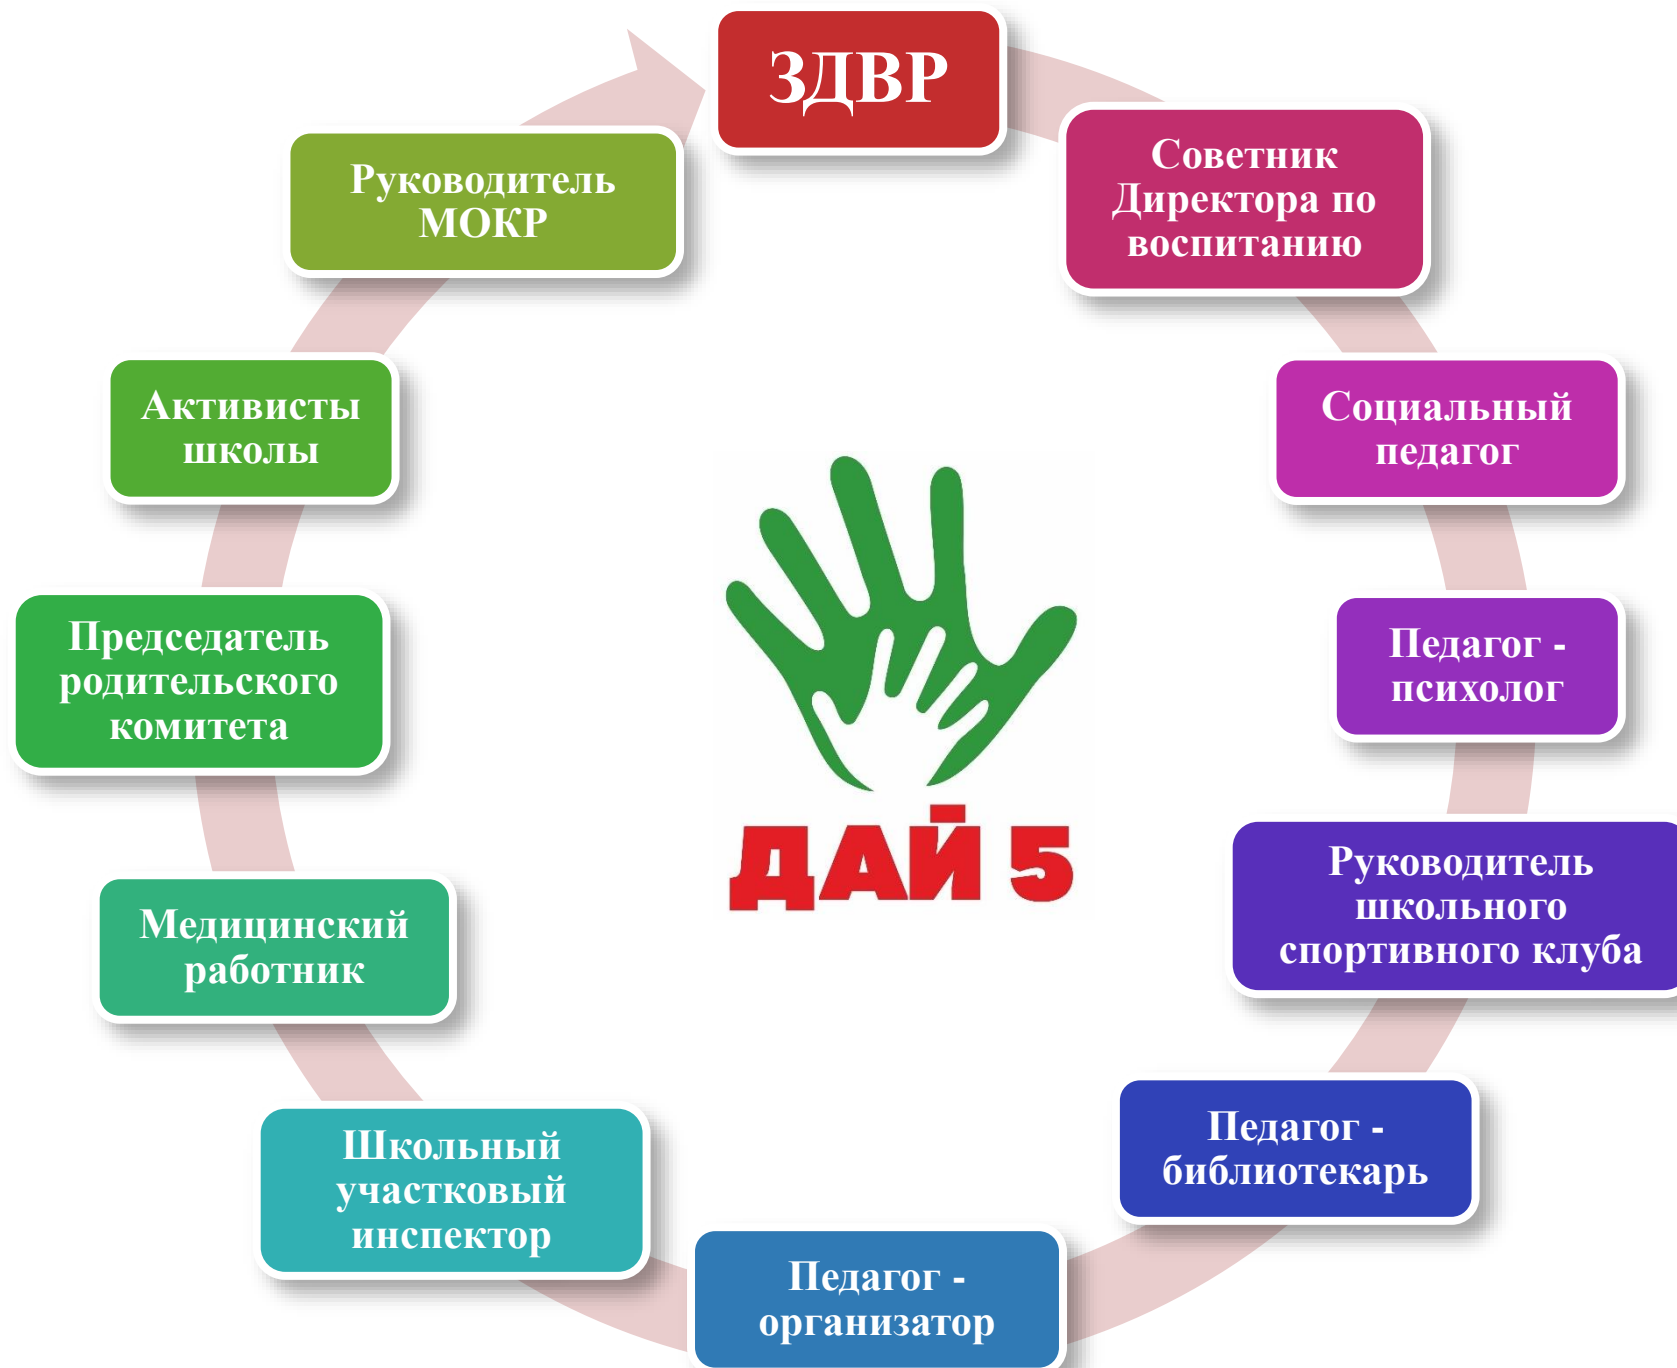 ЗДВР
Советник
Директора по
воспитанию
Социальный
педагог
Педагог -
психолог
Руководитель
школьного
спортивного клуба
Педагог -
библиотекарь
Педагог -
организатор
Школьный
участковый
инспектор
Медицинский
работник
Председатель
родительского
комитета
Активисты
школы
Руководитель
МОКР
ДАЙ 5